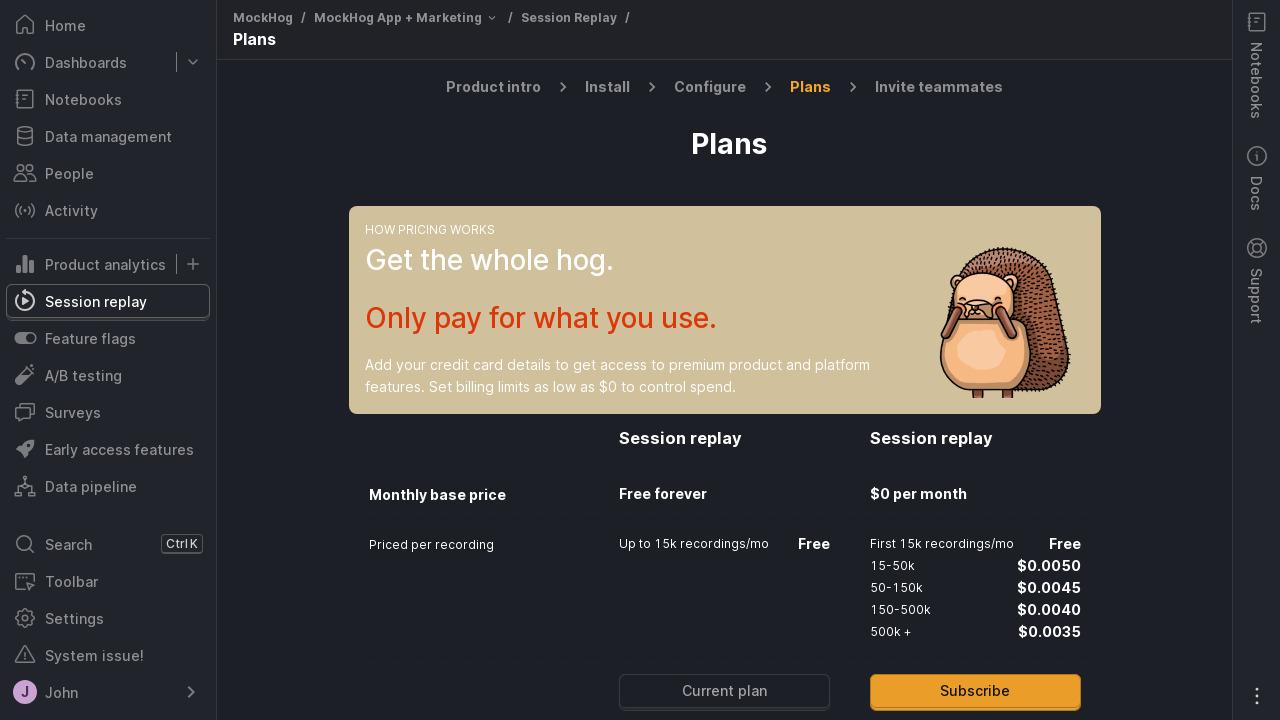 Home
Dashboards
Notebooks
Data management
People
Activity
Product analytics
Session replay
Feature flags
A/B testing
Surveys
Early access features
Data pipeline
Search Ctrl K
Toolbar
Settings
System issue!
J John
MockHog / MockHog App + Marketing / Session Replay /
Plans
Product intro Install Configure Plans Invite teammates
Plans
HOW PRICING WORKS
Get the whole hog.
Only pay for what you use.
Add your credit card details to get access to premium product and platform
features. Set billing limits as low as $0 to control spend.
Session replay Session replay
Monthly base price Free forever $0 per month
Priced per recording Up to 15k recordings/mo Free First 15k recordings/mo Free
15-50k $0.0050
50-150k $0.0045
150-500k $0.0040
500k + $0.0035
Current plan Subscribe
Notebooks
Docs
Support